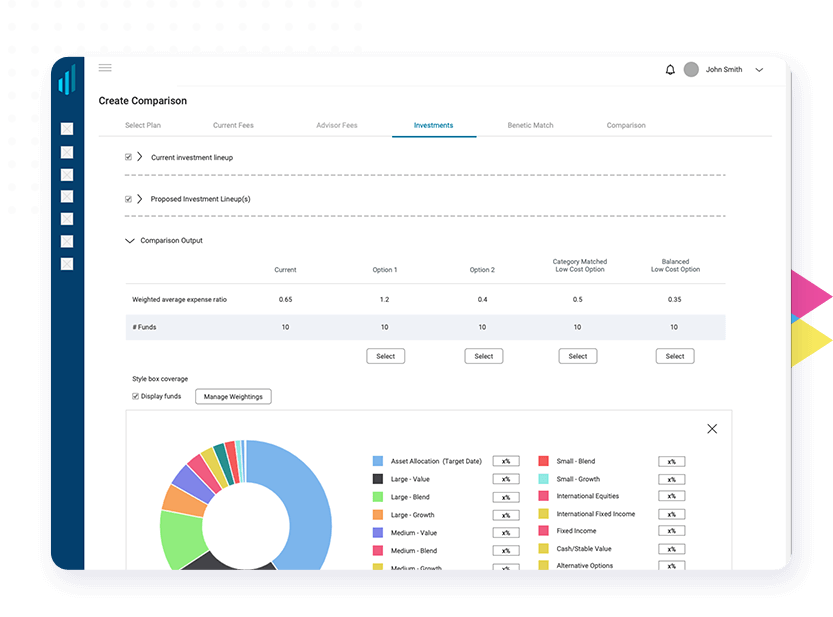 John Smith
Create Comparison
Select Plan Current Fees Advisor Fees Investments Benetic Match Comparison
Current investment lineup
Proposed Investment Lineup(s)
Comparison Output
Current Option 1 Option 2 Category Matched Low Cost Option Balanced Low Cost Option
Weighted average expense ratio 0.65 1.2 0.4 0.5 0.35
# Funds 10 10 10 10 10
Select Select Select Select
Style box coverage
Display funds Manage Weightings
Asset Allocation (Target Date) x% Small - Blend x%
Large - Value x% Small - Growth x%
Large - Blend x% International Equities x%
Large - Growth x% International Fixed Income x%
Medium - Value x% Fixed Income x%
Medium - Blend x% Cash/Stable Value x%
Medium - Growth x% Alternative Options x%